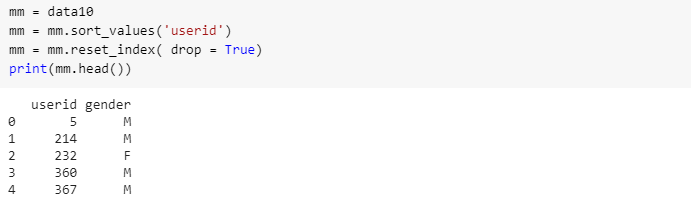 mm = data10
mm = mm.sort_values('userid')
mm = mm.reset_index( drop = True)
print(mm.head())
userid gender
0 5 M
1 214 M
2 232 F
3 360 M
4 367 M